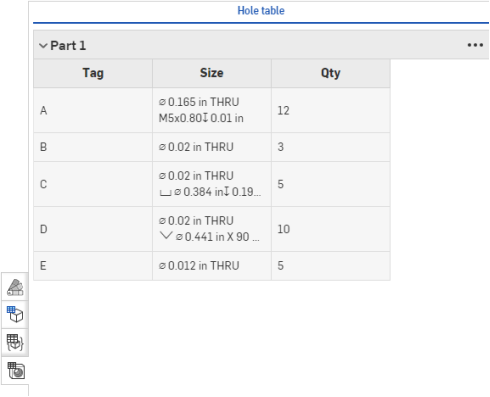 Hole table
Part 1
Tag Size Qty
A ⌀ 0.165 in THRU 12
M5x0.80↧ 0.01 in
B ⌀ 0.02 in THRU 3
C ⌀ 0.02 in THRU 5
⌴ ⌀ 0.384 in↧ 0.19...
D ⌀ 0.02 in THRU 10
⌵ ⌀ 0.441 in X 90 ...
E ⌀ 0.012 in THRU 5